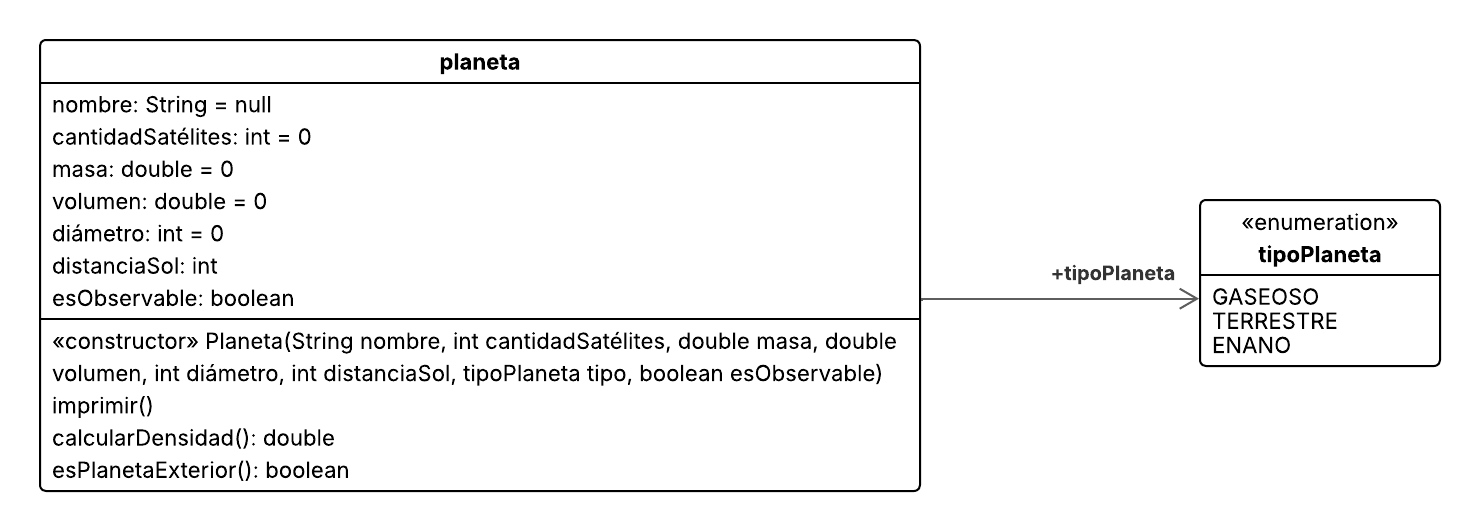 planeta
nombre: String = null
cantidadSatélites: int = 0
masa: double = 0
volumen: double = 0
diámetro: int = 0
distanciaSol: int
esObservable: boolean
«constructor» Planeta(String nombre, int cantidadSatélites, double masa, double
volumen, int diámetro, int distanciaSol, tipoPlaneta tipo, boolean esObservable)
imprimir()
calcularDensidad(): double
esPlanetaExterior(): boolean
+tipoPlaneta
«enumeration»
tipoPlaneta
GASEOSO
TERRESTRE
ENANO